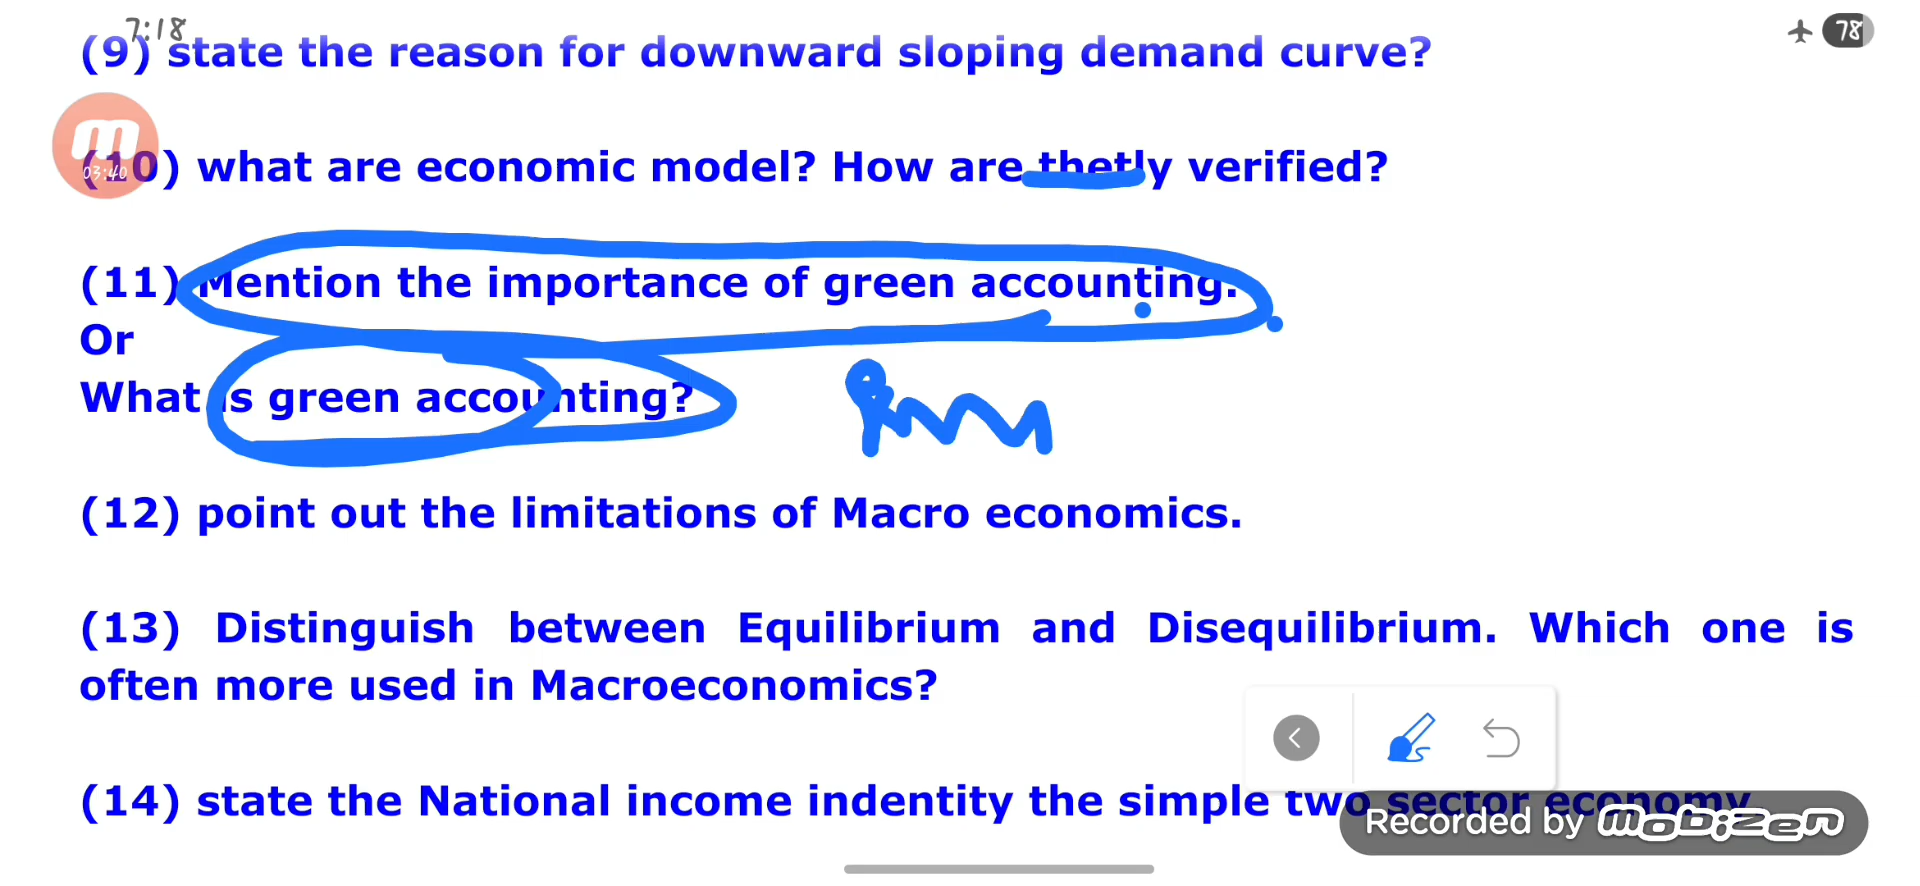 7:18
78
(9) state the reason for downward sloping demand curve?
03:40
(10) what are economic model? How are thetly verified?
(11) Mention the importance of green accounting.
Or
What is green accounting?
(12) point out the limitations of Macro economics.
(13) Distinguish between Equilibrium and Disequilibrium. Which one is
often more used in Macroeconomics?
(14) state the National income indentity the simple two sector economy.
Recorded by mobizen